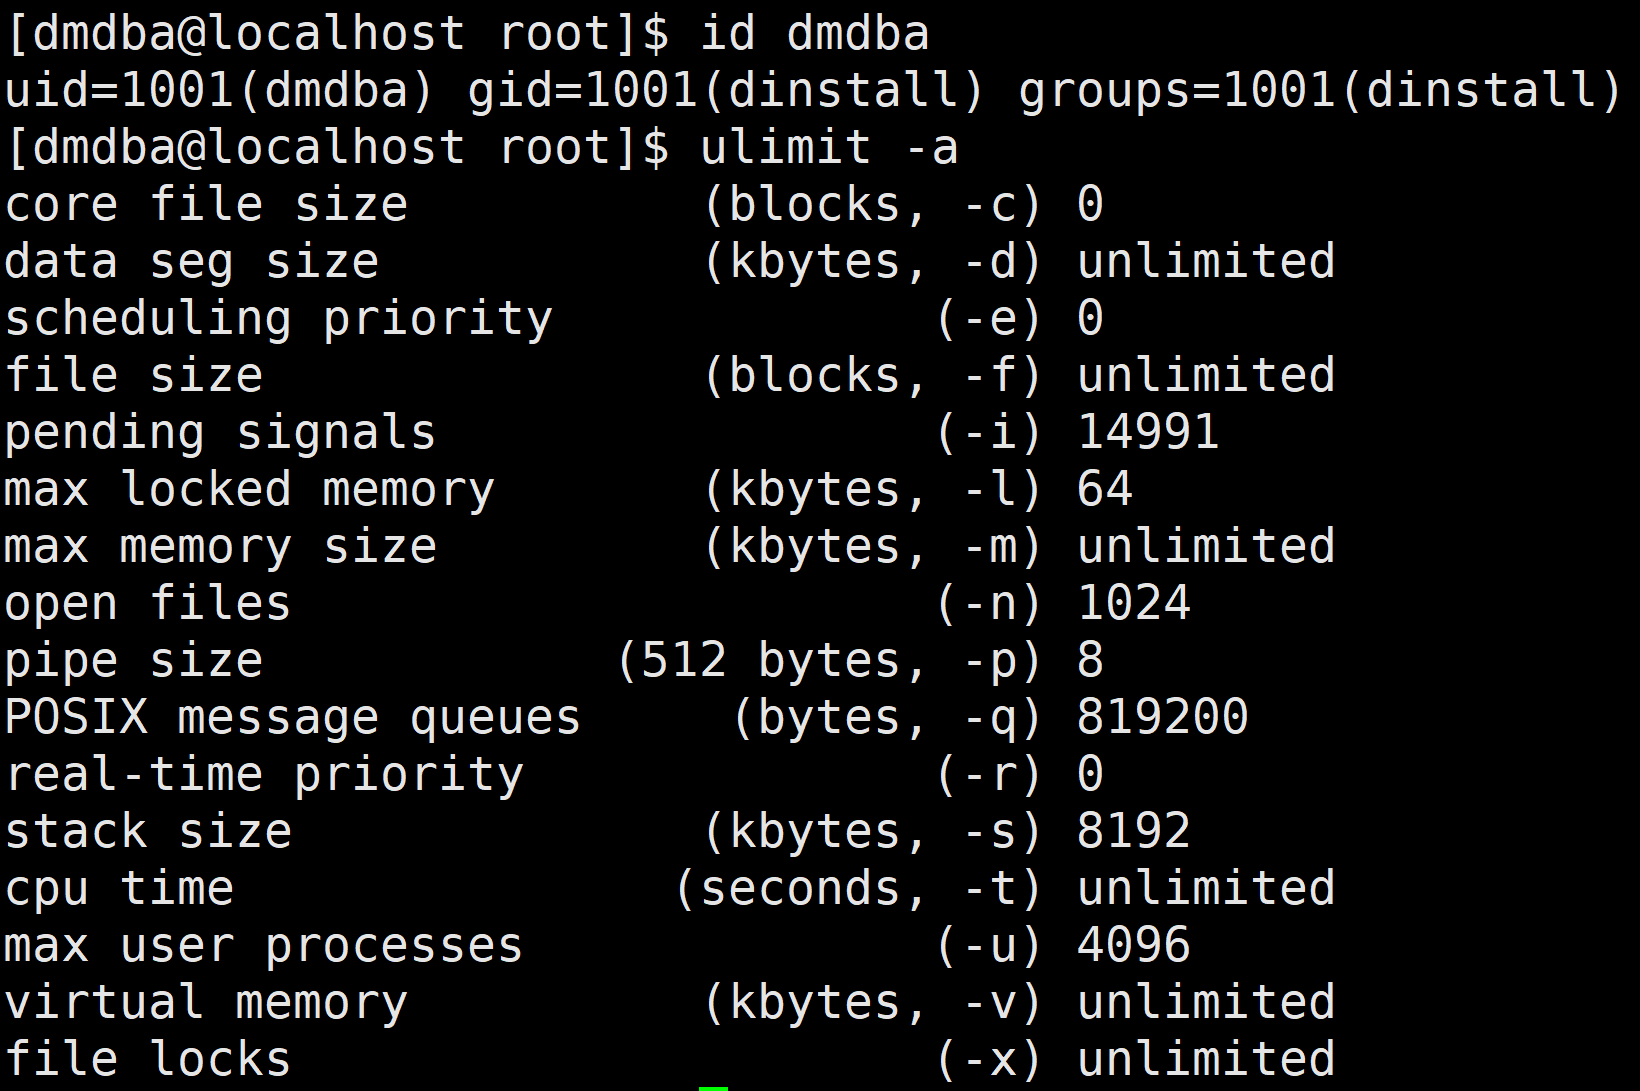 [dmdba@localhost root]$ id dmdba
uid=1001(dmdba) gid=1001(dinstall) groups=1001(dinstall)
[dmdba@localhost root]$ ulimit -a
core file size          (blocks, -c) 0
data seg size           (kbytes, -d) unlimited
scheduling priority             (-e) 0
file size               (blocks, -f) unlimited
pending signals                 (-i) 14991
max locked memory       (kbytes, -l) 64
max memory size         (kbytes, -m) unlimited
open files                      (-n) 1024
pipe size            (512 bytes, -p) 8
POSIX message queues     (bytes, -q) 819200
real-time priority              (-r) 0
stack size              (kbytes, -s) 8192
cpu time               (seconds, -t) unlimited
max user processes              (-u) 4096
virtual memory          (kbytes, -v) unlimited
file locks                      (-x) unlimited